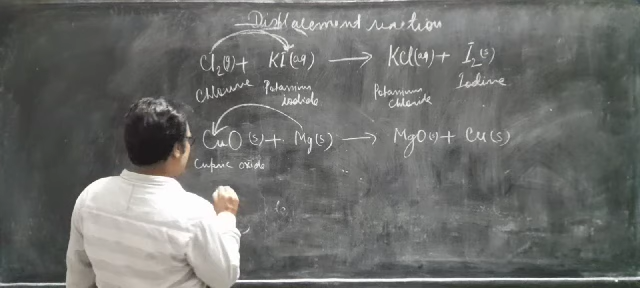 Displacement reaction
Cl₂(g) + KI(aq) → KCl(aq) + I₂(s)
Chlorine Potassium Iodide Potassium Chloride Iodine
CuO(s) + Mg(s) → MgO(s) + Cu(s)
Cupric oxide